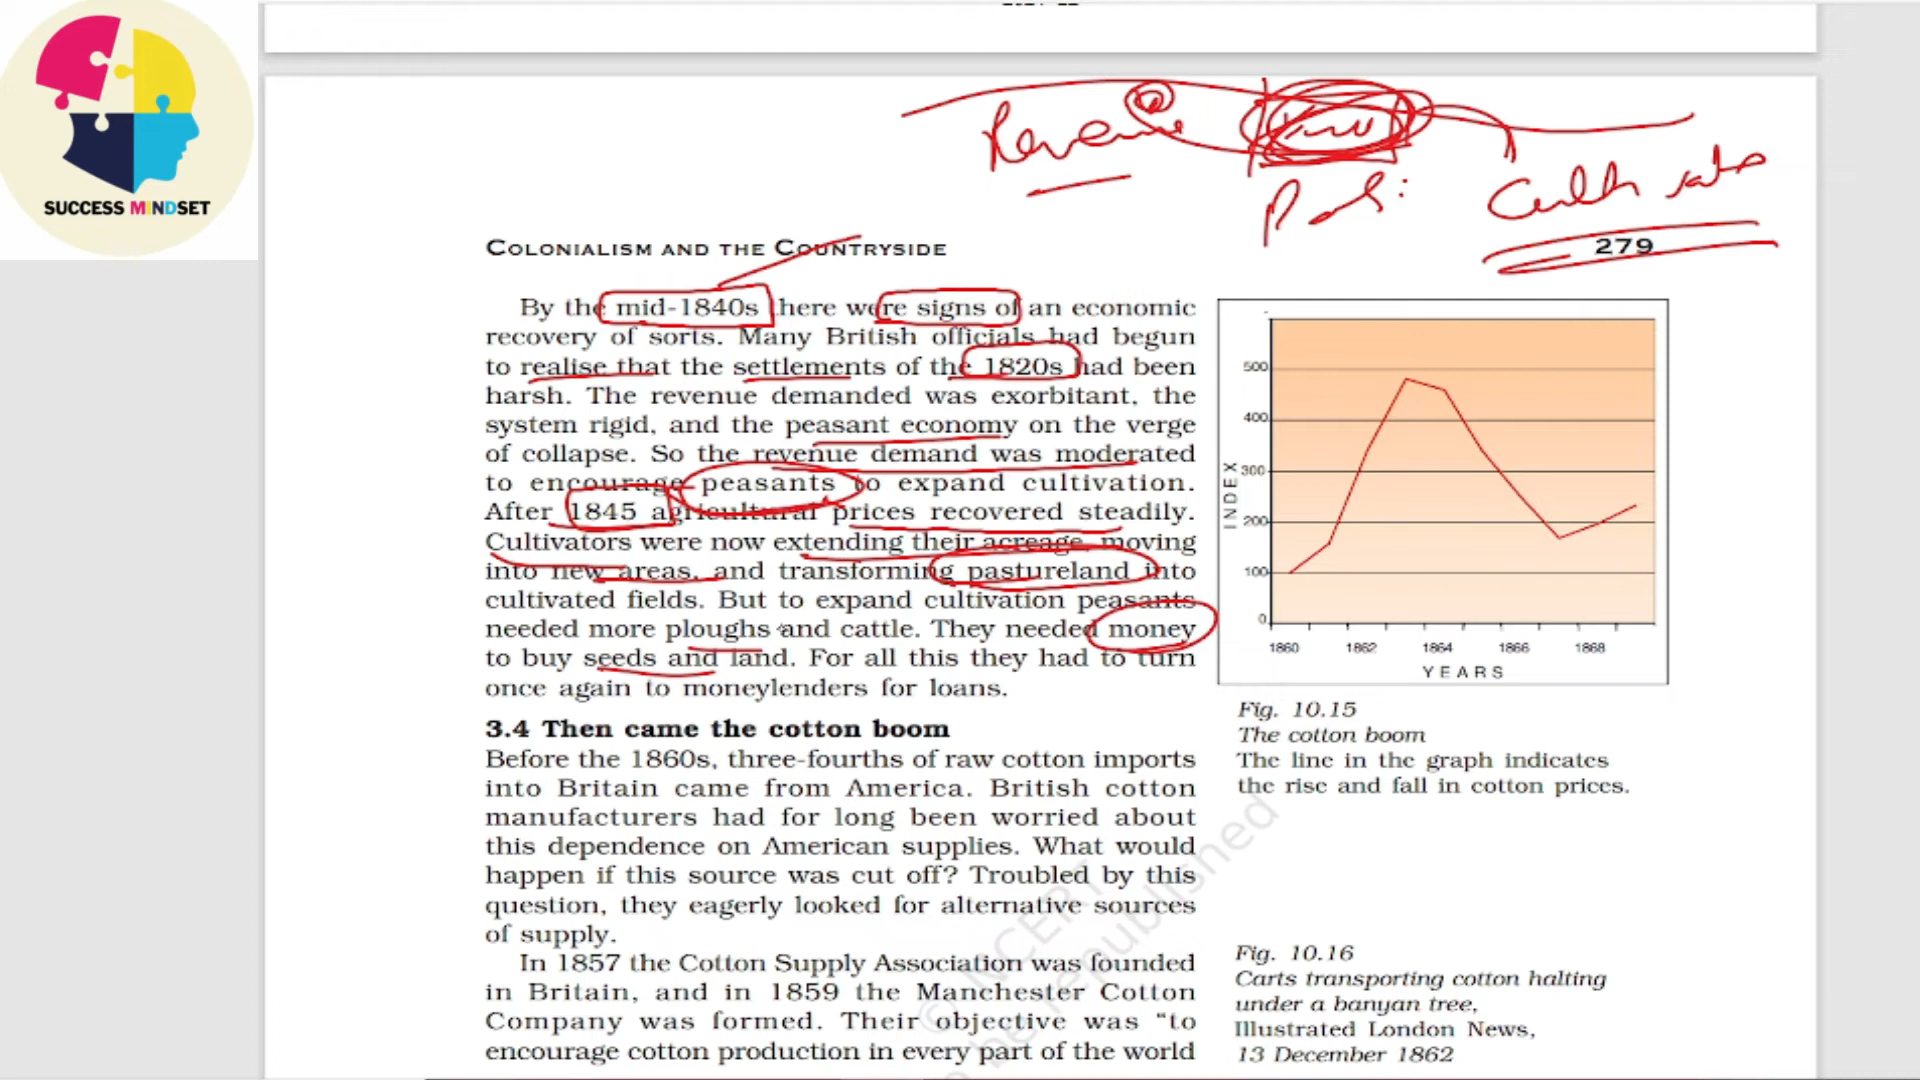 SUCCESS MINDSET
Revenue
Cultivator
COLONIALISM AND THE COUNTRYSIDE
279
By the mid-1840s there were signs of an economic
recovery of sorts. Many British officials had begun
to realise that the settlements of the 1820s had been
harsh. The revenue demanded was exorbitant, the
system rigid, and the peasant economy on the verge
of collapse. So the revenue demand was moderated
to encourage peasants to expand cultivation.
After 1845 agricultural prices recovered steadily.
Cultivators were now extending their acreage, moving
into new areas, and transforming pastureland into
cultivated fields. But to expand cultivation peasants
needed more ploughs and cattle. They needed money
to buy seeds and land. For all this they had to turn
once again to moneylenders for loans.
3.4 Then came the cotton boom
Before the 1860s, three-fourths of raw cotton imports
into Britain came from America. British cotton
manufacturers had for long been worried about
this dependence on American supplies. What would
happen if this source was cut off? Troubled by this
question, they eagerly looked for alternative sources
of supply.
In 1857 the Cotton Supply Association was founded
in Britain, and in 1859 the Manchester Cotton
Company was formed. Their objective was “to
encourage cotton production in every part of the world
INDEX
500
400
300
200
100
0
1860 1862 1864 1866 1868
YEARS
Fig. 10.15
The cotton boom
The line in the graph indicates
the rise and fall in cotton prices.
Fig. 10.16
Carts transporting cotton halting
under a banyan tree,
Illustrated London News,
13 December 1862
© NCERT
be republished